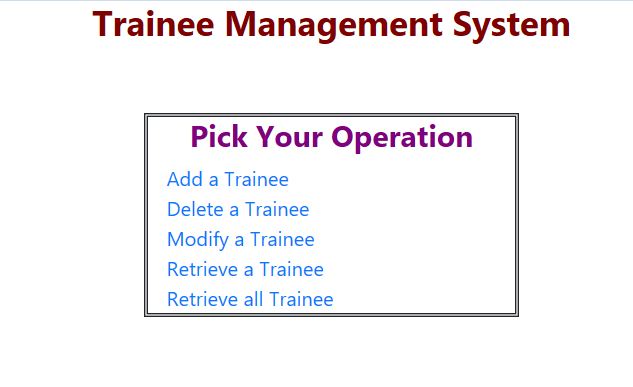 Trainee Management System
Pick Your Operation
Add a Trainee
Delete a Trainee
Modify a Trainee
Retrieve a Trainee
Retrieve all Trainee